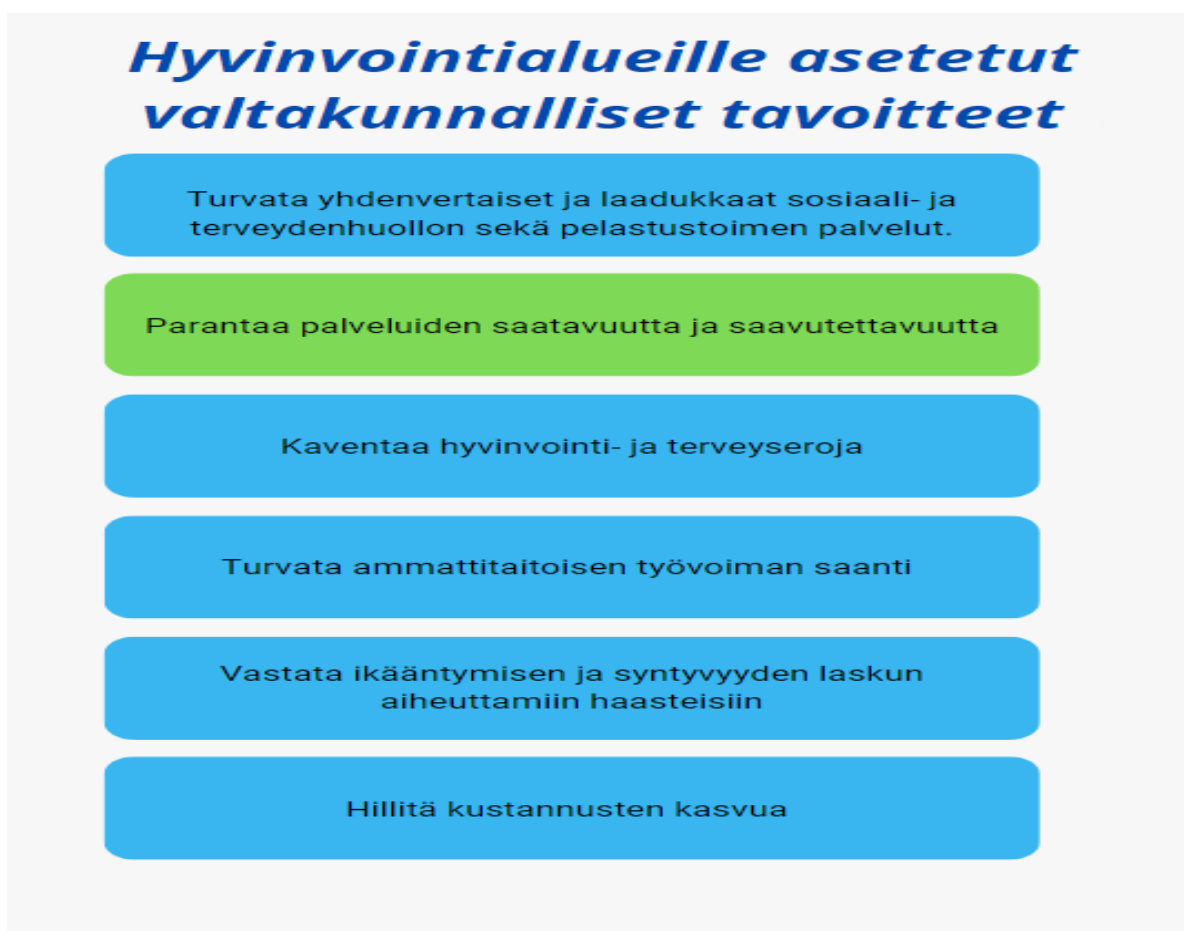 Hyvinvointialueille asetetut
valtakunnalliset tavoitteet
Turvata yhdenvertaiset ja laadukkaat sosiaali- ja
terveydenhuollon sekä pelastustoimen palvelut.
Parantaa palveluiden saatavuutta ja saavutettavuutta
Kaventaa hyvinvointi- ja terveyseroja
Turvata ammattitaitoisen työvoiman saanti
Vastata ikääntymisen ja syntyvyyden laskun
aiheuttamiin haasteisiin
Hillitä kustannusten kasvua